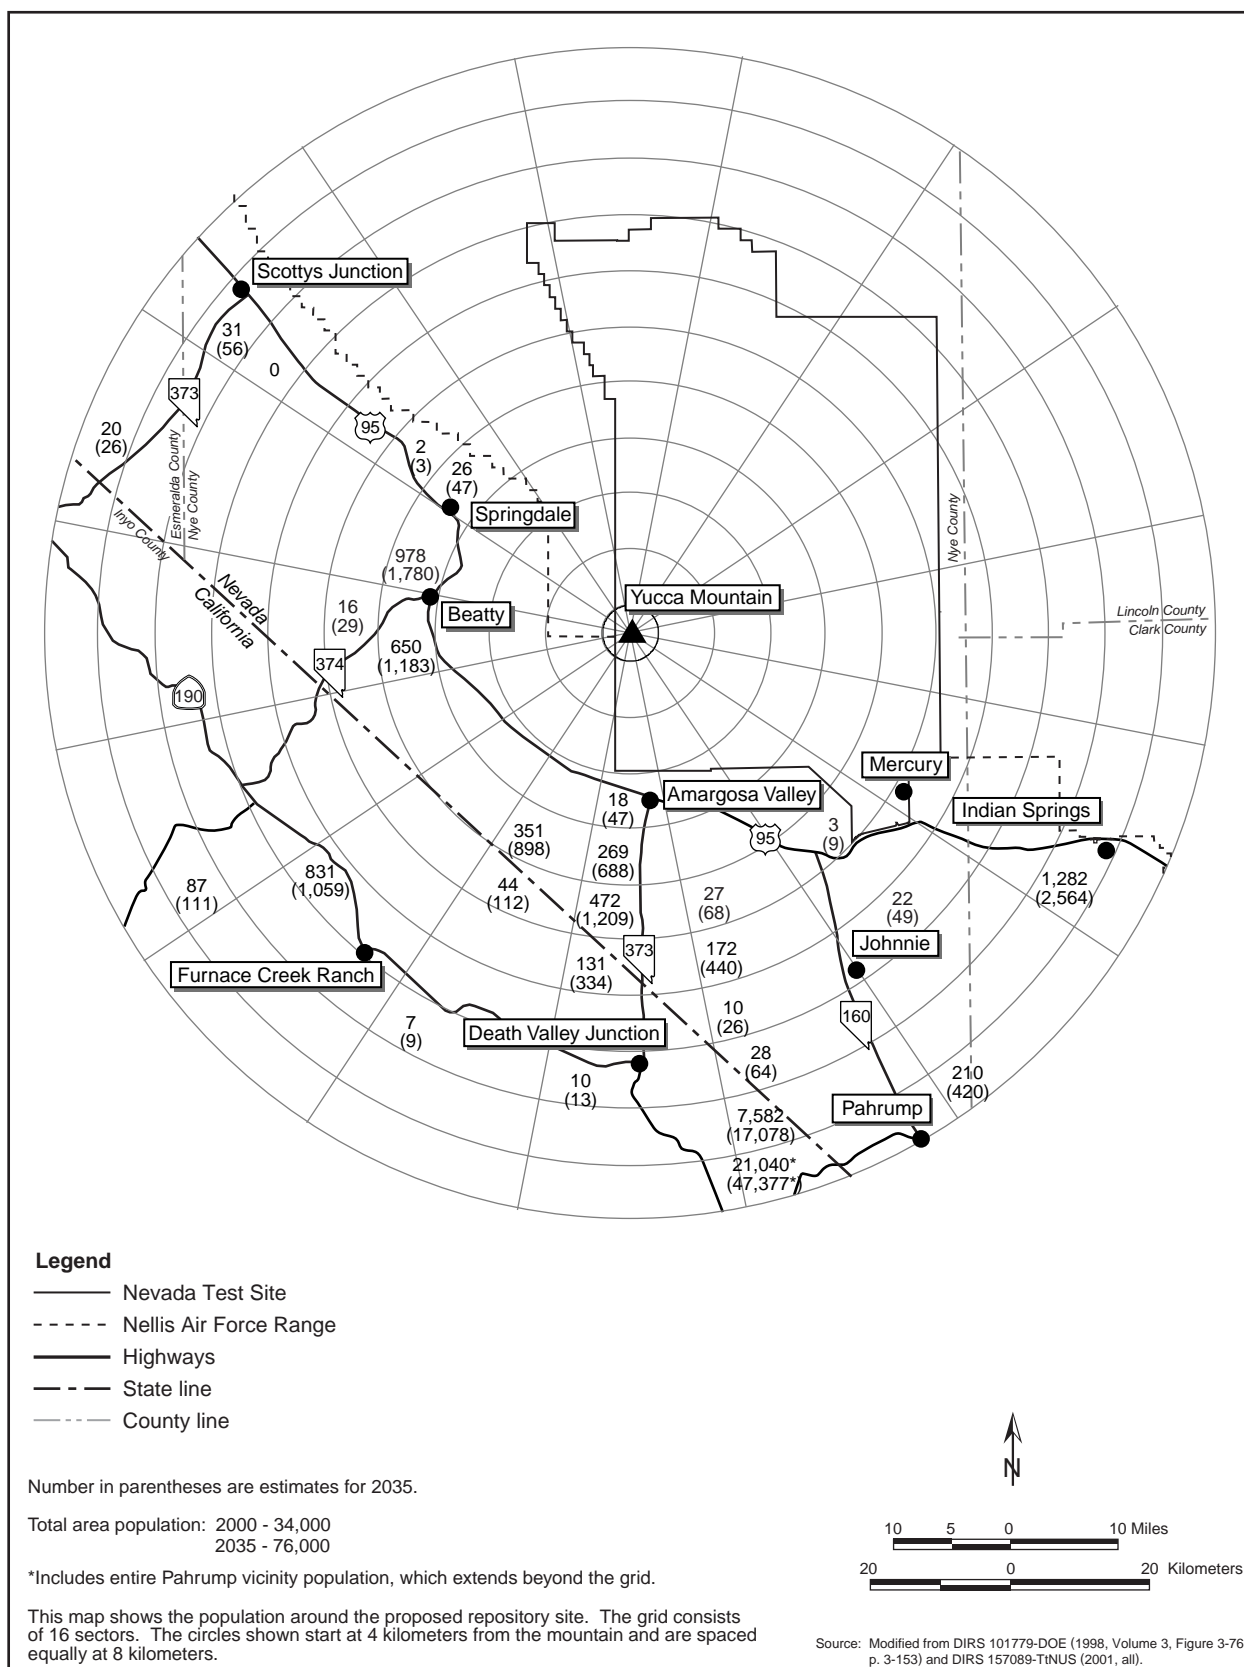 Scottys Junction
31
(56)
0
373
20
(26)
95
2
(3)
26
(47)
Springdale
Esmeralda County
Nye County
Inyo County
Nevada
California
Nye County
978
(1,780)
Beatty
Yucca Mountain
16
(29)
650
(1,183)
374
190
Lincoln County
Clark County
Mercury
Indian Springs
Amargosa Valley
18
(47)
95
3
(9)
351
(898)
269
(688)
831
(1,059)
87
(111)
44
(112)
472
(1,209)
27
(68)
22
(49)
1,282
(2,564)
Johnnie
373
172
(440)
131
(334)
Furnace Creek Ranch
7
(9)
Death Valley Junction
10
(26)
160
28
(64)
10
(13)
210
(420)
Pahrump
7,582
(17,078)
21,040*
(47,377*)
Legend
Nevada Test Site
Nellis Air Force Range
Highways
State line
County line
N
Number in parentheses are estimates for 2035.
Total area population: 2000 - 34,000
2035 - 76,000
*Includes entire Pahrump vicinity population, which extends beyond the grid.
This map shows the population around the proposed repository site. The grid consists
of 16 sectors. The circles shown start at 4 kilometers from the mountain and are spaced
equally at 8 kilometers.
10 5 0 10 Miles
20 0 20 Kilometers
Source: Modified from DIRS 101779-DOE (1998, Volume 3, Figure 3-76
p. 3-153) and DIRS 157089-TtNUS (2001, all).